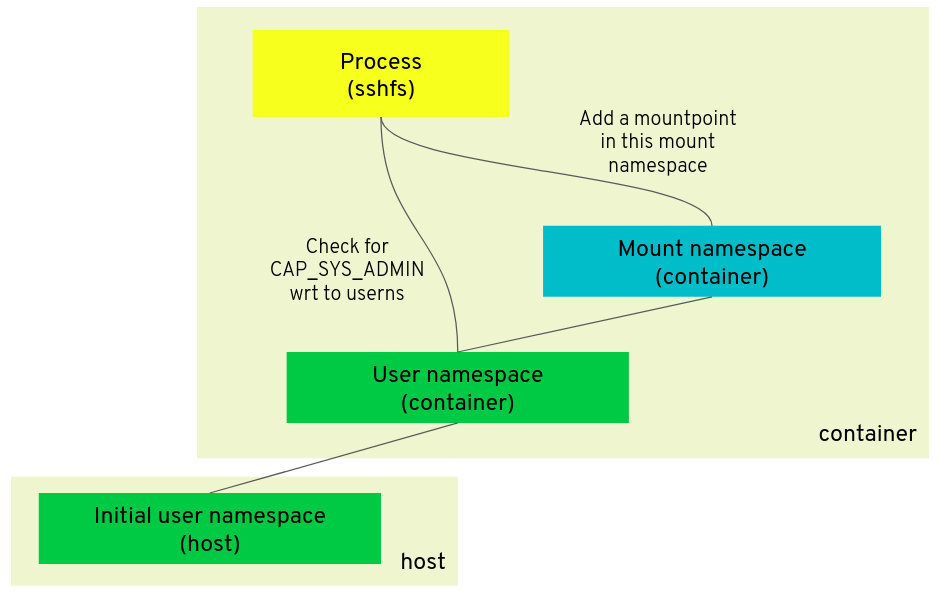 Process
(sshfs)
Add a mountpoint
in this mount
namespace
Check for
CAP_SYS_ADMIN
wrt to userns
Mount namespace
(container)
User namespace
(container)
container
Initial user namespace
(host)
host